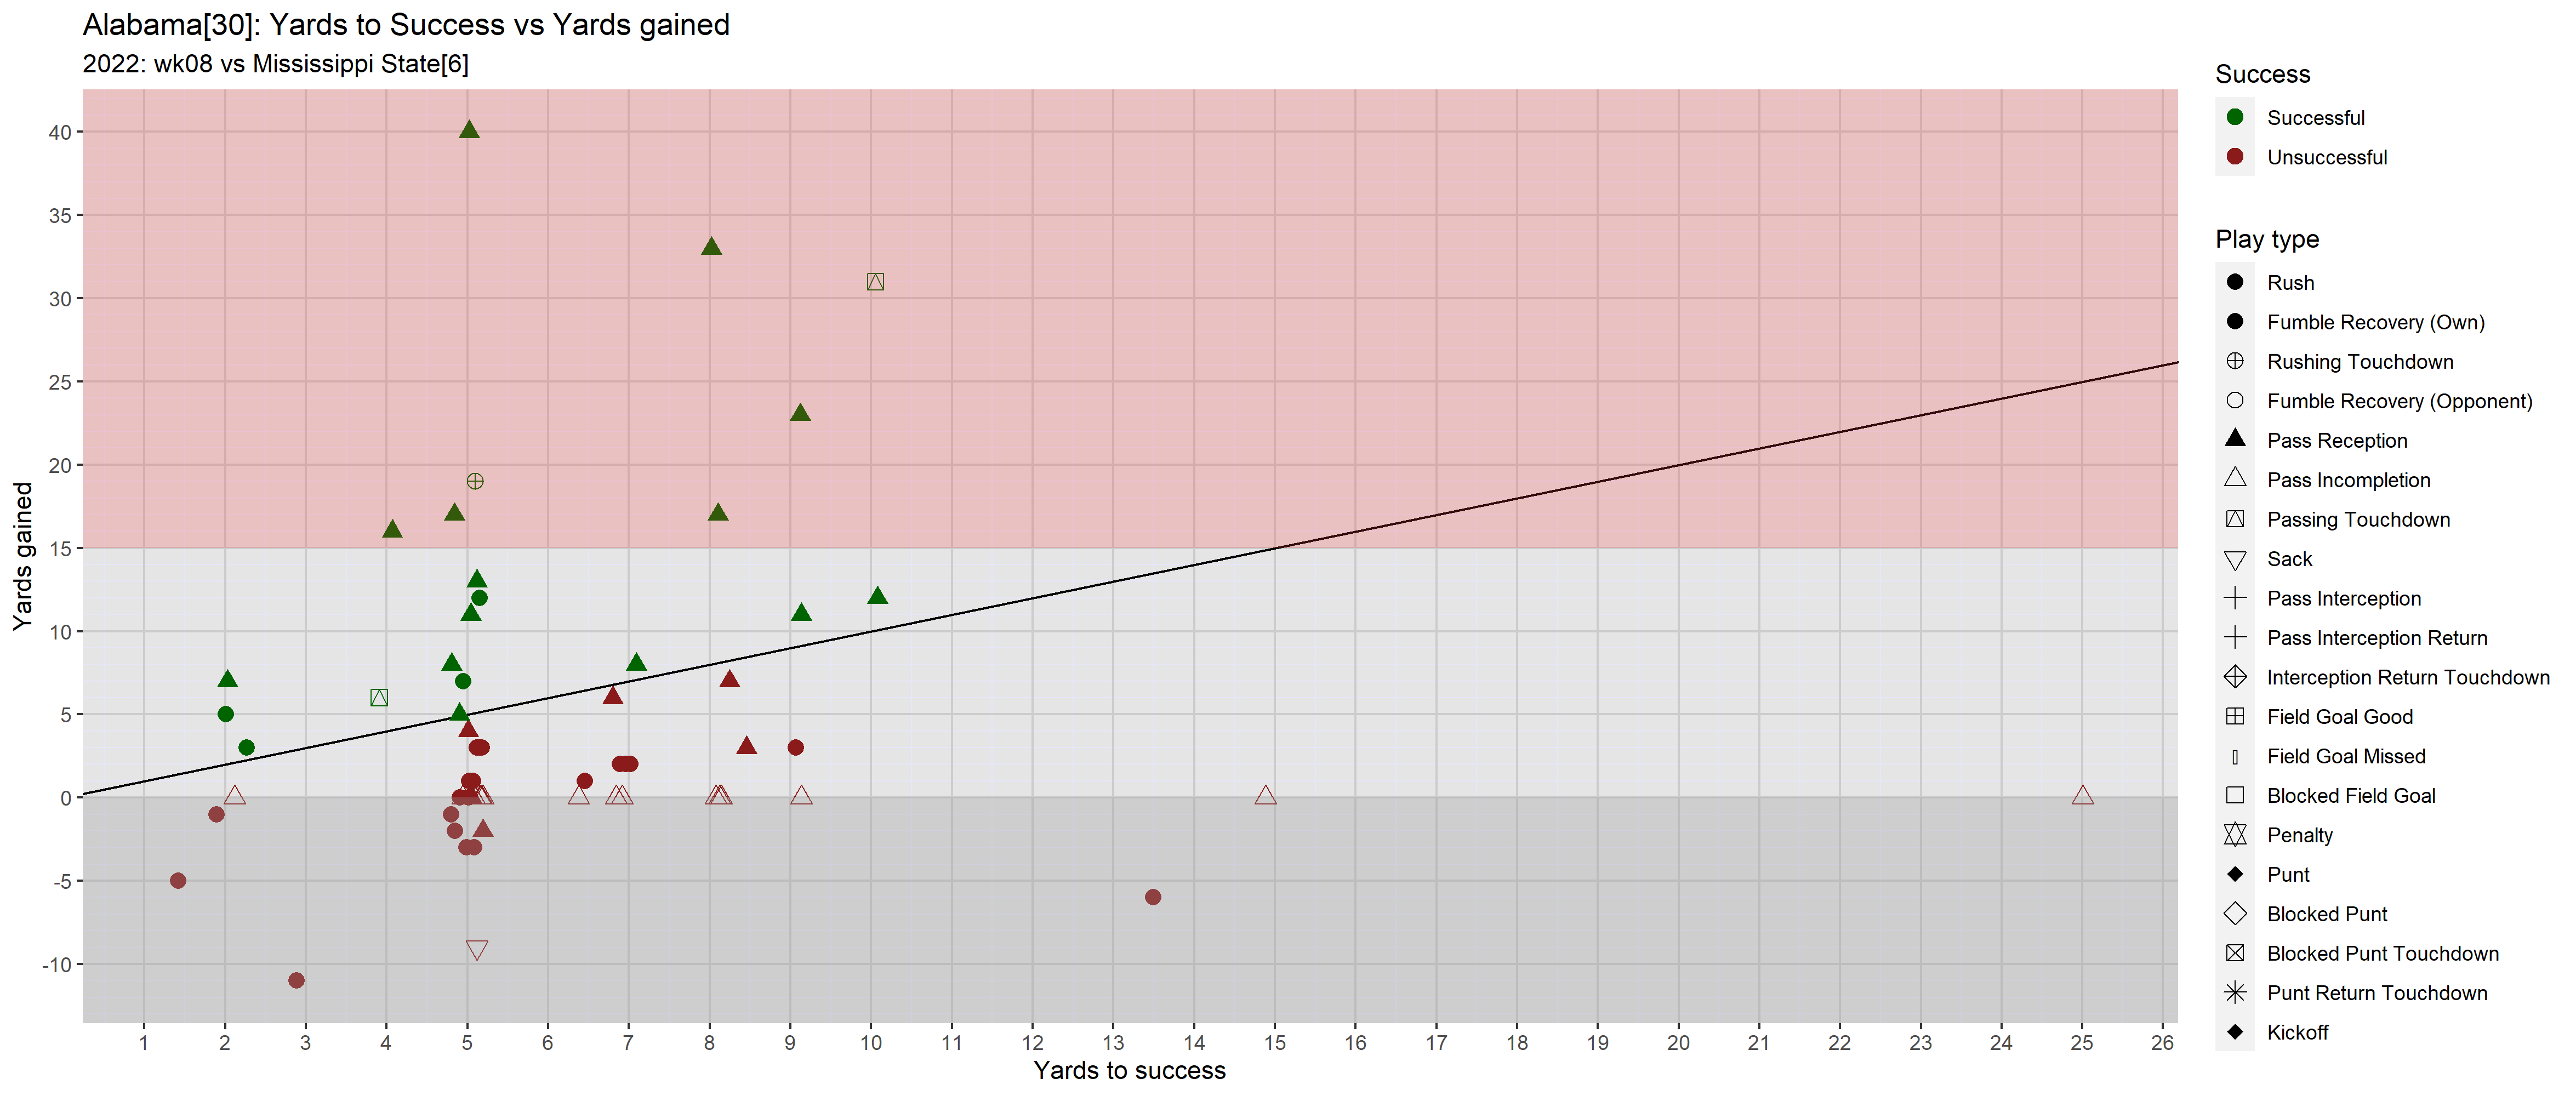 Alabama[30]: Yards to Success vs Yards gained
2022: wk08 vs Mississippi State[6]
Yards gained
40
35
30
25
20
15
10
5
0
-5
-10
1 2 3 4 5 6 7 8 9 10 11 12 13 14 15 16 17 18 19 20 21 22 23 24 25 26
Yards to success
Success
Successful
Unsuccessful
Play type
Rush
Fumble Recovery (Own)
Rushing Touchdown
Fumble Recovery (Opponent)
Pass Reception
Pass Incompletion
Passing Touchdown
Sack
Pass Interception
Pass Interception Return
Interception Return Touchdown
Field Goal Good
Field Goal Missed
Blocked Field Goal
Penalty
Punt
Blocked Punt
Blocked Punt Touchdown
Punt Return Touchdown
Kickoff